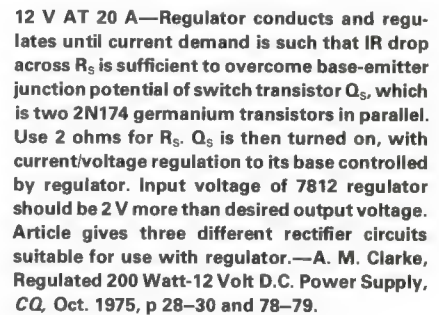 12 V AT 20 A—Regulator conducts and regu-
lates until current demand is such that IR drop
across RS is sufficient to overcome base-emitter
junction potential of switch transistor QS, which
is two 2N174 germanium transistors in parallel.
Use 2 ohms for RS. QS is then turned on, with
current/voltage regulation to its base controlled
by regulator. Input voltage of 7812 regulator
should be 2 V more than desired output voltage.
Article gives three different rectifier circuits
suitable for use with regulator.—A. M. Clarke,
Regulated 200 Watt-12 Volt D.C. Power Supply,
CQ, Oct. 1975, p 28–30 and 78–79.